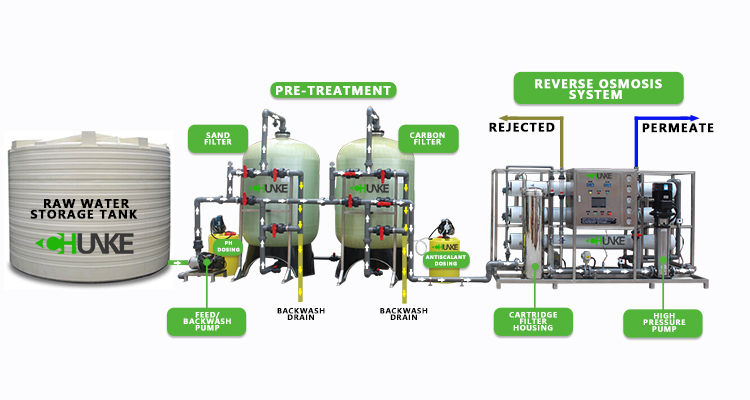 PRE-TREATMENT
REVERSE OSMOSIS
SYSTEM
SAND
FILTER
CARBON
FILTER
REJECTED
PERMEATE
RAW WATER
STORAGE TANK
CHUNKE
CHUNKE
CHUNKE
CHUNKE
CHUNKE
CHUNKE
PH
DOSING
ANTISCALANT
DOSING
FEED/
BACKWASH
PUMP
BACKWASH
DRAIN
BACKWASH
DRAIN
CARTRIDGE
FILTER
HOUSING
HIGH
PRESSURE
PUMP